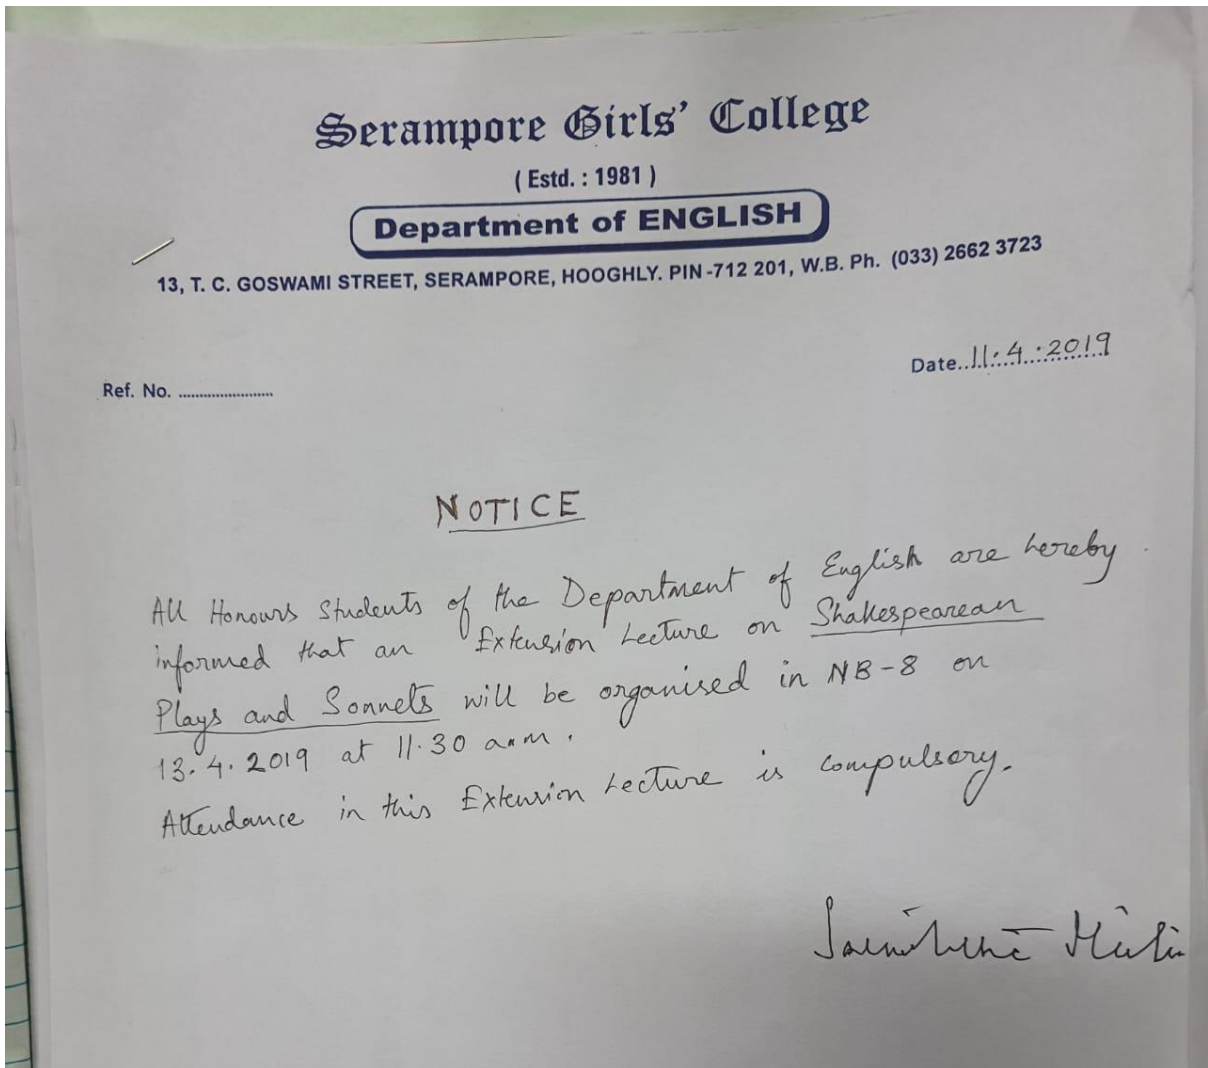 Serampore Girls' College
( Estd. : 1981 )
Department of ENGLISH
13, T. C. GOSWAMI STREET, SERAMPORE, HOOGHLY. PIN -712 201, W.B. Ph. (033) 2662 3723
Date..11.4.2019
Ref. No. ........................
NOTICE
All Honours Students of the Department of English are hereby
informed that an Extension Lecture on Shakespearean
Plays and Sonnets will be organised in NB-8 on
13.4.2019 at 11.30 a.m.
Attendance in this Extension Lecture is compulsory.